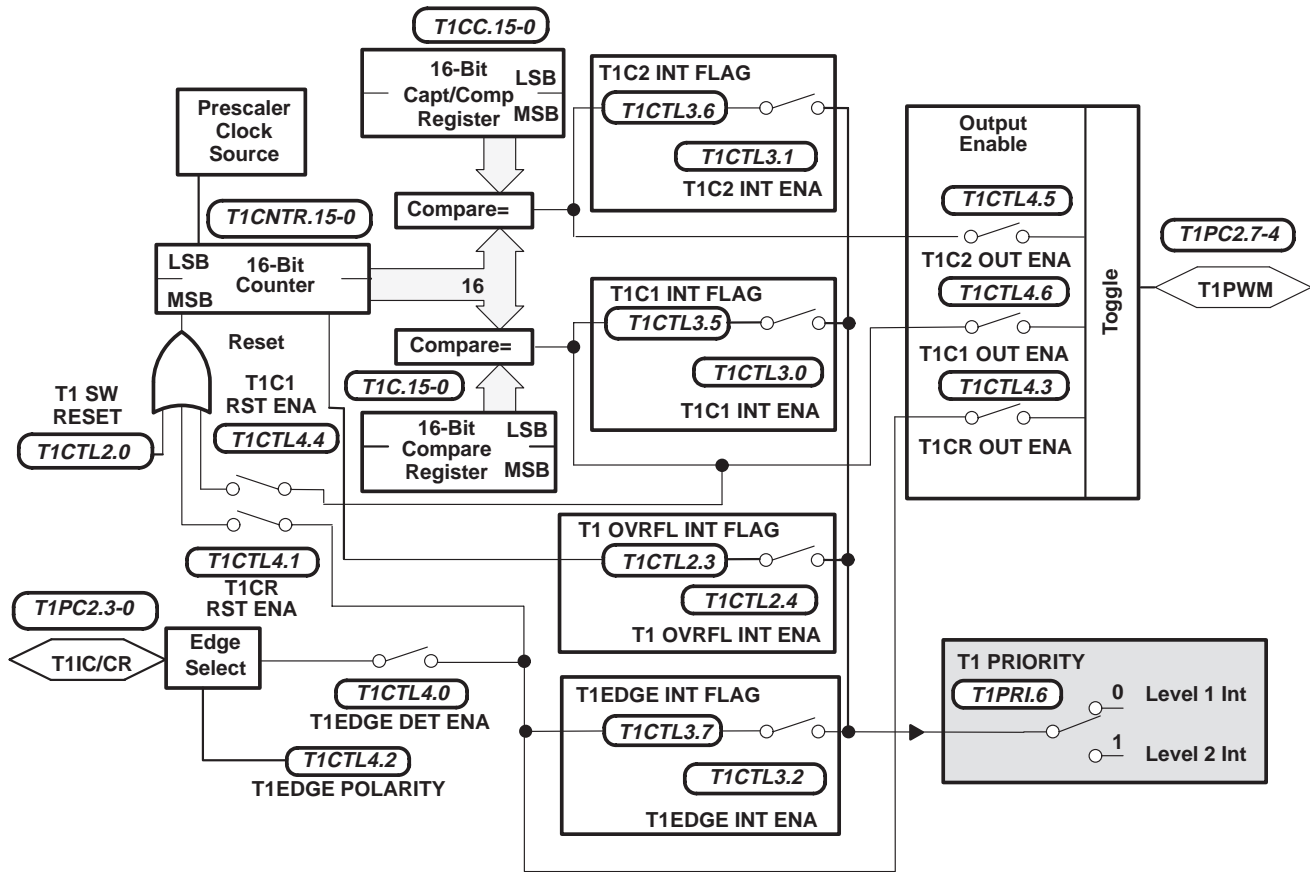 T1CC.15-0
16-Bit
Capt/Comp
Register
LSB
MSB
Prescaler
Clock
Source
T1CNTR.15-0
LSB
MSB
16-Bit
Counter
16
Compare=
Compare=
Reset
T1 SW
RESET
T1CTL2.0
T1C1
RST ENA
T1CTL4.4
T1C.15-0
16-Bit
Compare
Register
LSB
MSB
T1CTL4.1
T1CR
RST ENA
T1PC2.3-0
T1IC/CR
Edge
Select
T1CTL4.0
T1EDGE DET ENA
T1CTL4.2
T1EDGE POLARITY
T1C2 INT FLAG
T1CTL3.6
T1CTL3.1
T1C2 INT ENA
T1C1 INT FLAG
T1CTL3.5
T1CTL3.0
T1C1 INT ENA
T1 OVRFL INT FLAG
T1CTL2.3
T1CTL2.4
T1 OVRFL INT ENA
T1EDGE INT FLAG
T1CTL3.7
T1CTL3.2
T1EDGE INT ENA
Output
Enable
T1CTL4.5
T1C2 OUT ENA
T1CTL4.6
T1C1 OUT ENA
T1CTL4.3
T1CR OUT ENA
Toggle
T1PC2.7-4
T1PWM
T1 PRIORITY
T1PRI.6
0
Level 1 Int
1
Level 2 Int